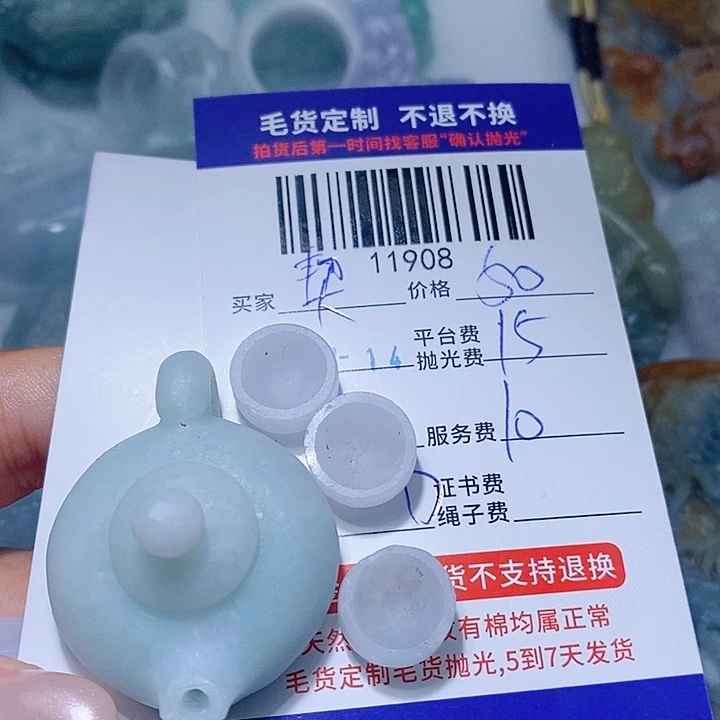 毛货定制 不退不换
拍货后第一时间找客服“确认抛光”
11908
买家 价格 60
平台费
-14 抛光费 15
服务费 10
证书费
绳子费
货不支持退换
天然 有棉均属正常
毛货定制毛货抛光,5到7天发货